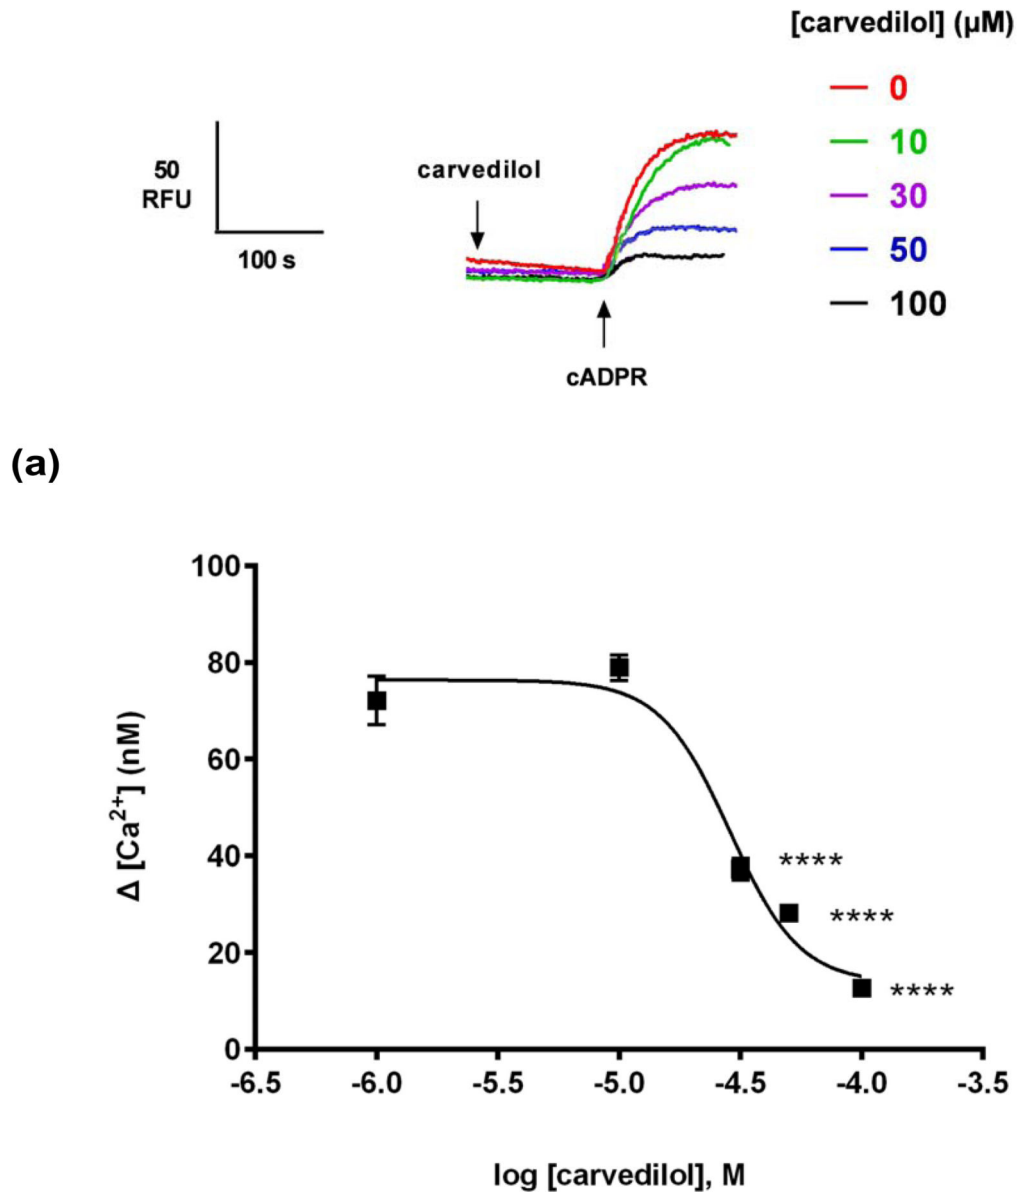 [carvedilol] (µM)
0
10
30
50
100
50
RFU
100 s
carvedilol
cADPR
(a)
Δ [Ca2+] (nM)
100
80
60
40
20
0
****
****
****
-6.5 -6.0 -5.5 -5.0 -4.5 -4.0 -3.5
log [carvedilol], M